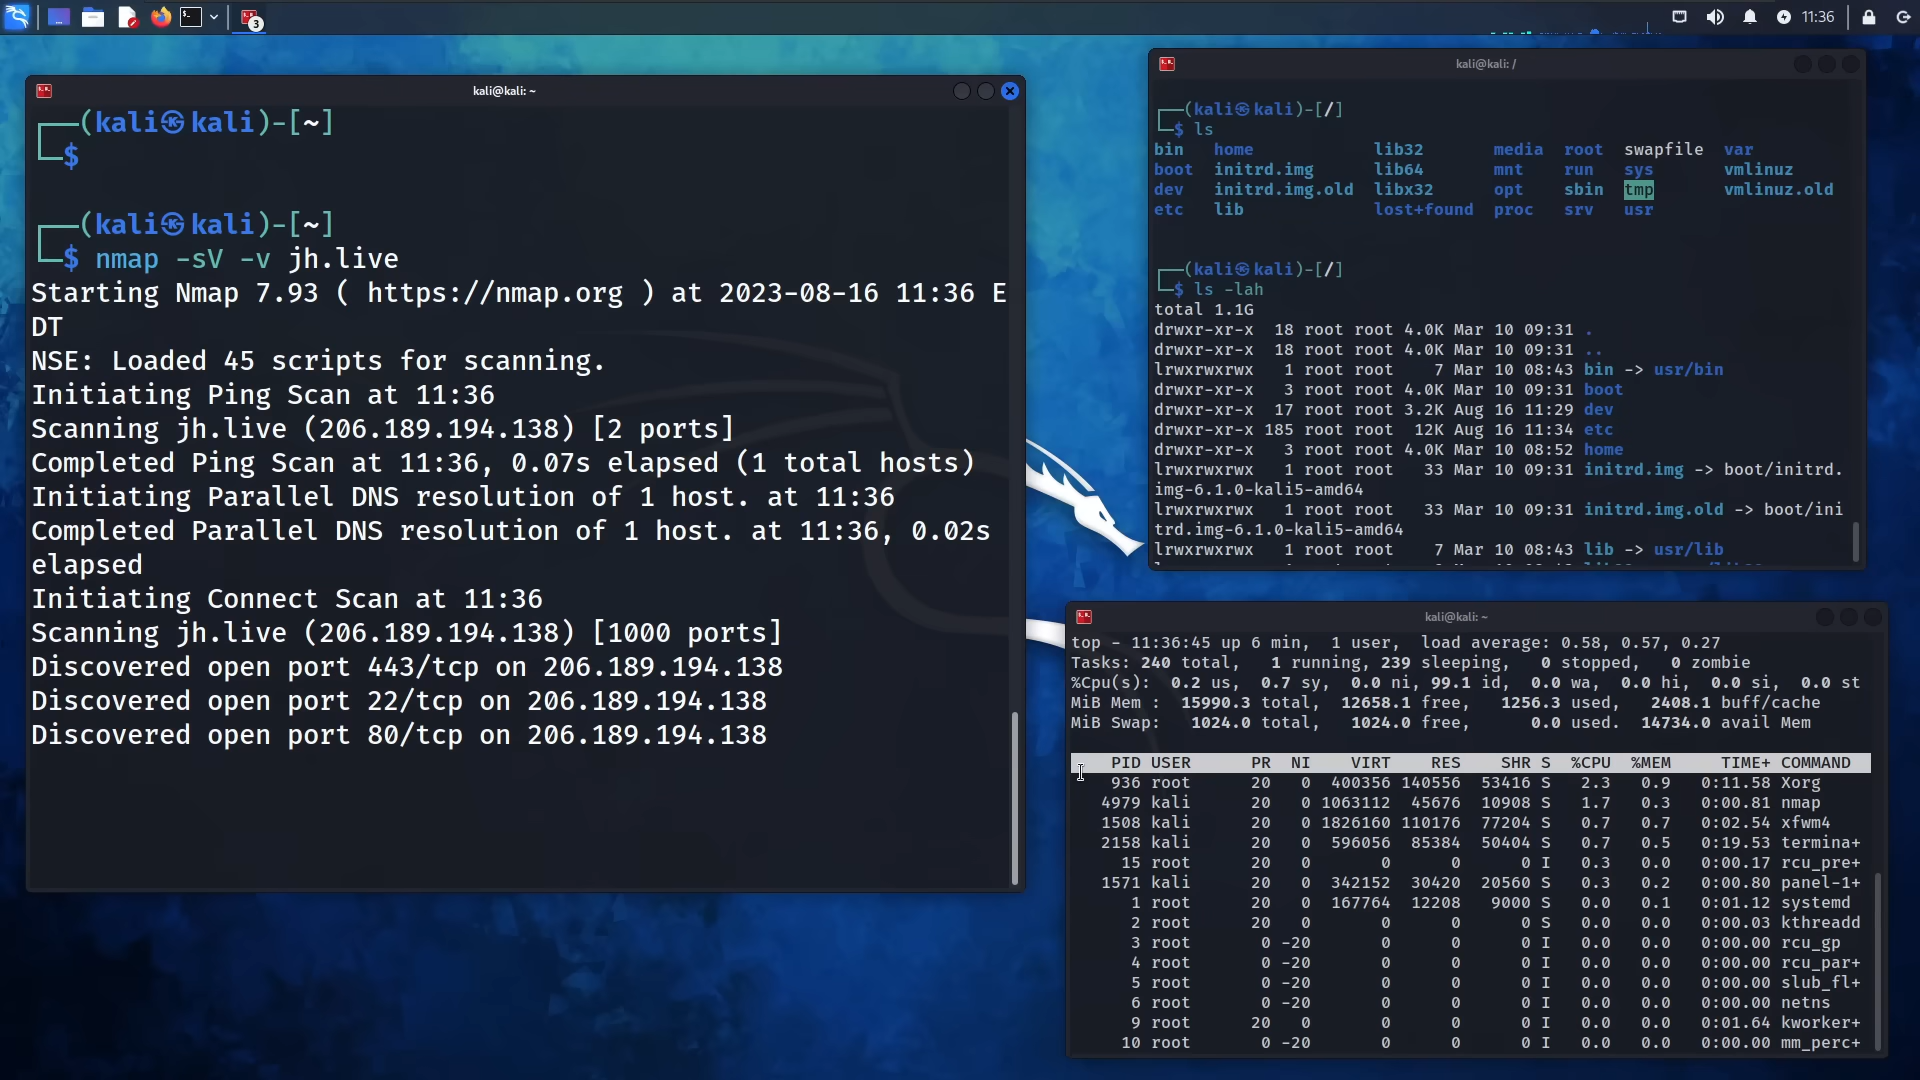 3
11:36
kali@kali: ~
┌──(kali㉿kali)-[~]
└─$
┌──(kali㉿kali)-[~]
└─$ nmap -sV -v jh.live
Starting Nmap 7.93 ( https://nmap.org ) at 2023-08-16 11:36 E
DT
NSE: Loaded 45 scripts for scanning.
Initiating Ping Scan at 11:36
Scanning jh.live (206.189.194.138) [2 ports]
Completed Ping Scan at 11:36, 0.07s elapsed (1 total hosts)
Initiating Parallel DNS resolution of 1 host. at 11:36
Completed Parallel DNS resolution of 1 host. at 11:36, 0.02s
elapsed
Initiating Connect Scan at 11:36
Scanning jh.live (206.189.194.138) [1000 ports]
Discovered open port 443/tcp on 206.189.194.138
Discovered open port 22/tcp on 206.189.194.138
Discovered open port 80/tcp on 206.189.194.138
kali@kali: /
┌──(kali㉿kali)-[/]
└─$ ls
bin   home            lib32       media  root  swapfile  var
boot  initrd.img      lib64       mnt    run   sys       vmlinuz
dev   initrd.img.old  libx32      opt    sbin  tmp       vmlinuz.old
etc   lib             lost+found  proc   srv   usr
┌──(kali㉿kali)-[/]
└─$ ls -lah
total 1.1G
drwxr-xr-x  18 root root 4.0K Mar 10 09:31 .
drwxr-xr-x  18 root root 4.0K Mar 10 09:31 ..
lrwxrwxrwx   1 root root    7 Mar 10 08:43 bin -> usr/bin
drwxr-xr-x   3 root root 4.0K Mar 10 09:31 boot
drwxr-xr-x  17 root root 3.2K Aug 16 11:29 dev
drwxr-xr-x 185 root root  12K Aug 16 11:34 etc
drwxr-xr-x   3 root root 4.0K Mar 10 08:52 home
lrwxrwxrwx   1 root root   33 Mar 10 09:31 initrd.img -> boot/initrd.
img-6.1.0-kali5-amd64
lrwxrwxrwx   1 root root   33 Mar 10 09:31 initrd.img.old -> boot/ini
trd.img-6.1.0-kali5-amd64
lrwxrwxrwx   1 root root    7 Mar 10 08:43 lib -> usr/lib
kali@kali: ~
top - 11:36:45 up 6 min,  1 user,  load average: 0.58, 0.57, 0.27
Tasks: 240 total,   1 running, 239 sleeping,   0 stopped,   0 zombie
%Cpu(s):  0.2 us,  0.7 sy,  0.0 ni, 99.1 id,  0.0 wa,  0.0 hi,  0.0 si,  0.0 st
MiB Mem :  15990.3 total,  12658.1 free,   1256.3 used,   2408.1 buff/cache
MiB Swap:   1024.0 total,   1024.0 free,      0.0 used.  14734.0 avail Mem
PID USER      PR  NI    VIRT    RES    SHR S  %CPU  %MEM     TIME+ COMMAND
936 root      20   0  400356 140556  53416 S   2.3   0.9   0:11.58 Xorg
4979 kali      20   0 1063112  45676  10908 S   1.7   0.3   0:00.81 nmap
1508 kali      20   0 1826160 110176  77204 S   0.7   0.7   0:02.54 xfwm4
2158 kali      20   0  596056  85384  50404 S   0.7   0.5   0:19.53 termina+
15 root      20   0       0      0      0 I   0.3   0.0   0:00.17 rcu_pre+
1571 kali      20   0  342152  30420  20560 S   0.3   0.2   0:00.80 panel-1+
1 root      20   0  167764  12208   9000 S   0.0   0.1   0:01.12 systemd
2 root      20   0       0      0      0 S   0.0   0.0   0:00.03 kthreadd
3 root       0 -20       0      0      0 I   0.0   0.0   0:00.00 rcu_gp
4 root       0 -20       0      0      0 I   0.0   0.0   0:00.00 rcu_par+
5 root       0 -20       0      0      0 I   0.0   0.0   0:00.00 slub_fl+
6 root       0 -20       0      0      0 I   0.0   0.0   0:00.00 netns
9 root      20   0       0      0      0 I   0.0   0.0   0:01.64 kworker+
10 root       0 -20       0      0      0 I   0.0   0.0   0:00.00 mm_perc+